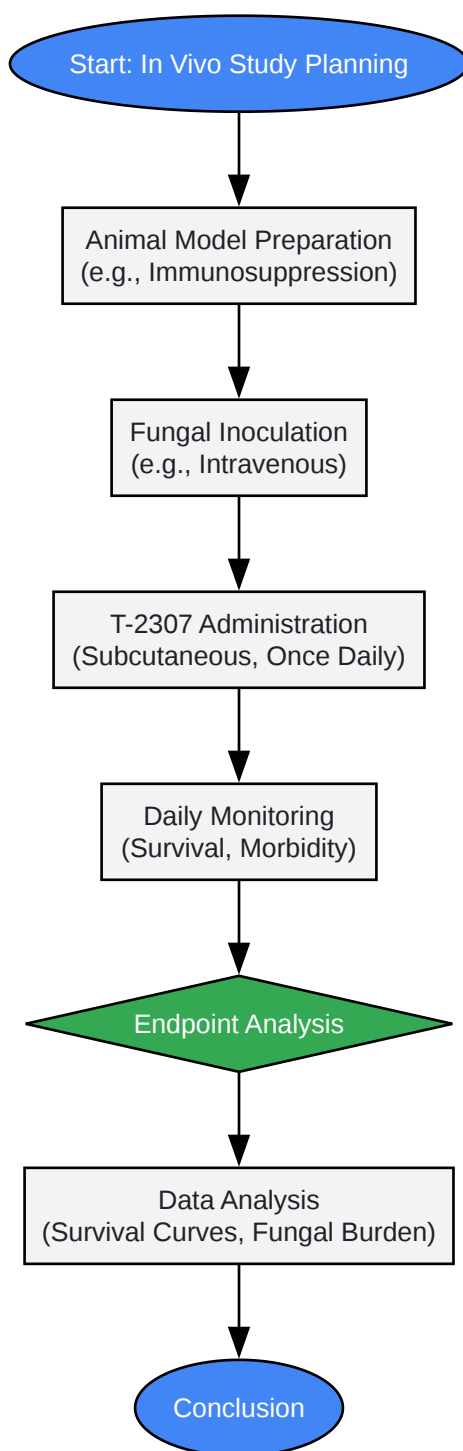 Start: In Vivo Study Planning
Animal Model Preparation
(e.g., Immunosuppression)
Fungal Inoculation
(e.g., Intravenous)
T-2307 Administration
(Subcutaneous, Once Daily)
Daily Monitoring
(Survival, Morbidity)
Endpoint Analysis
Data Analysis
(Survival Curves, Fungal Burden)
Conclusion